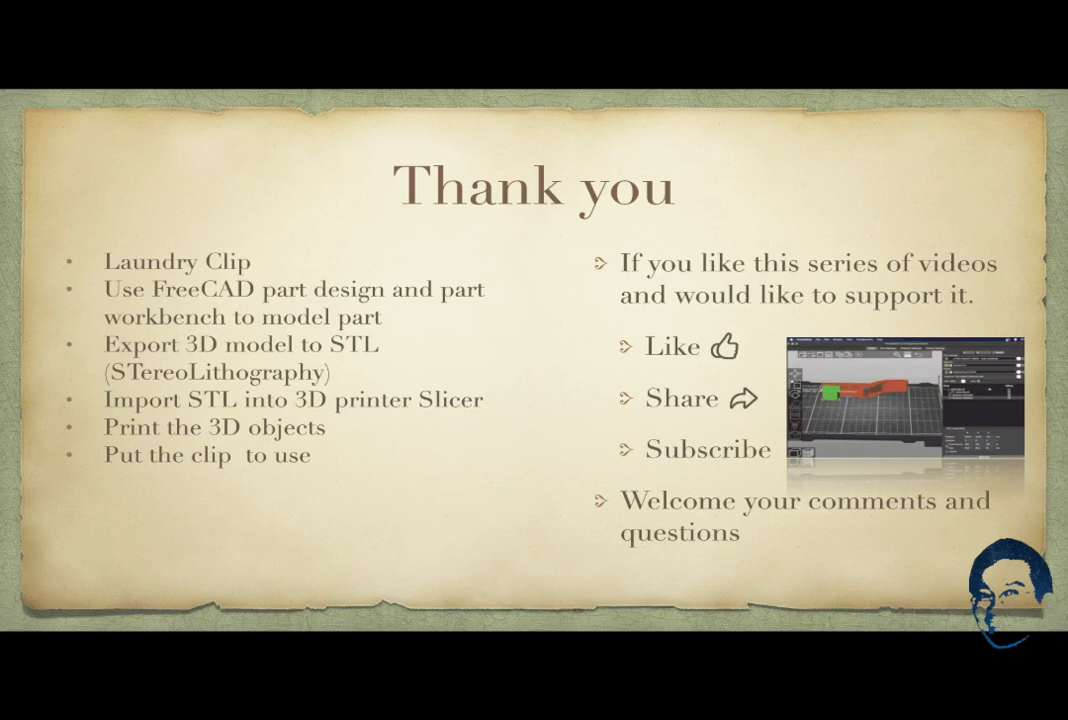 Thank you
Laundry Clip
Use FreeCAD part design and part
workbench to model part
Export 3D model to STL
(STereoLithography)
Import STL into 3D printer Slicer
Print the 3D objects
Put the clip  to use
If you like this series of videos
and would like to support it.
Like
Share
Subscribe
Welcome your comments and
questions